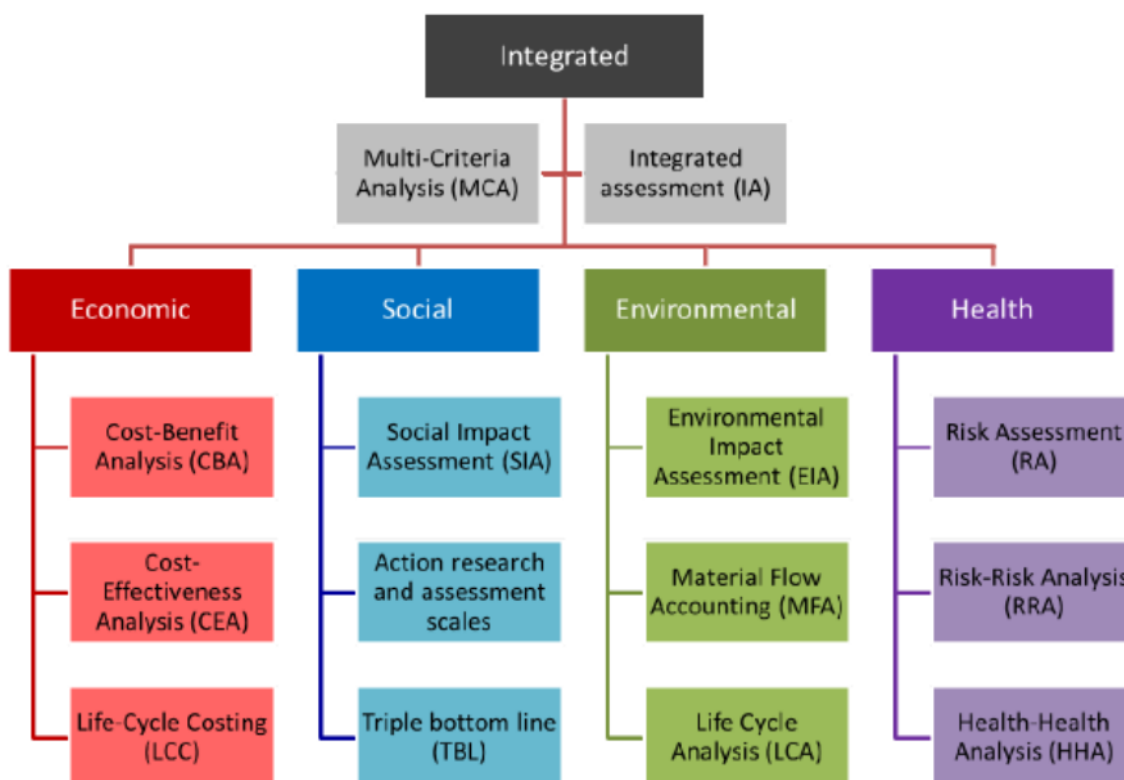 Integrated
Multi-Criteria
Analysis (MCA)
Integrated
assessment (IA)
Economic
Social
Environmental
Health
Cost-Benefit
Analysis (CBA)
Social Impact
Assessment (SIA)
Environmental
Impact
Assessment (EIA)
Risk Assessment
(RA)
Cost-
Effectiveness
Analysis (CEA)
Action research
and assessment
scales
Material Flow
Accounting (MFA)
Risk-Risk Analysis
(RRA)
Life-Cycle Costing
(LCC)
Triple bottom line
(TBL)
Life Cycle
Analysis (LCA)
Health-Health
Analysis (HHA)